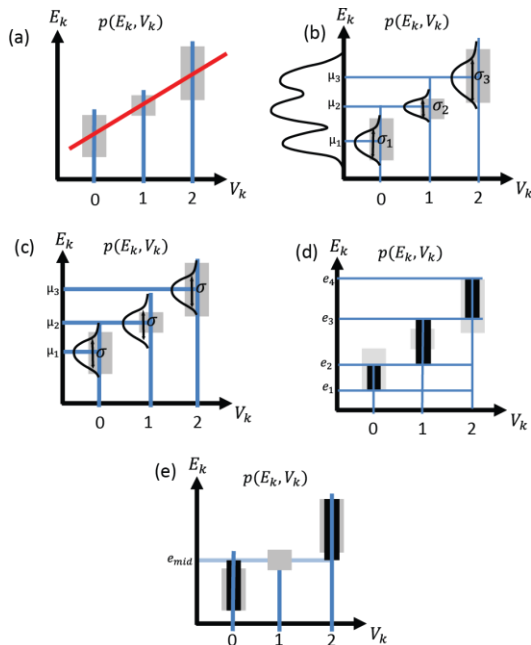 (a)
E_k
p(E_k, V_k)
0 1 2
V_k
(b)
E_k
p(E_k, V_k)
μ_3
μ_2
μ_1
σ_1
σ_2
σ_3
0 1 2
V_k
(c)
E_k
p(E_k, V_k)
μ_3
μ_2
μ_1
σ
σ
σ
0 1 2
V_k
(d)
E_k
p(E_k, V_k)
e_4
e_3
e_2
e_1
0 1 2
V_k
(e)
E_k
p(E_k, V_k)
e_mid
0 1 2
V_k